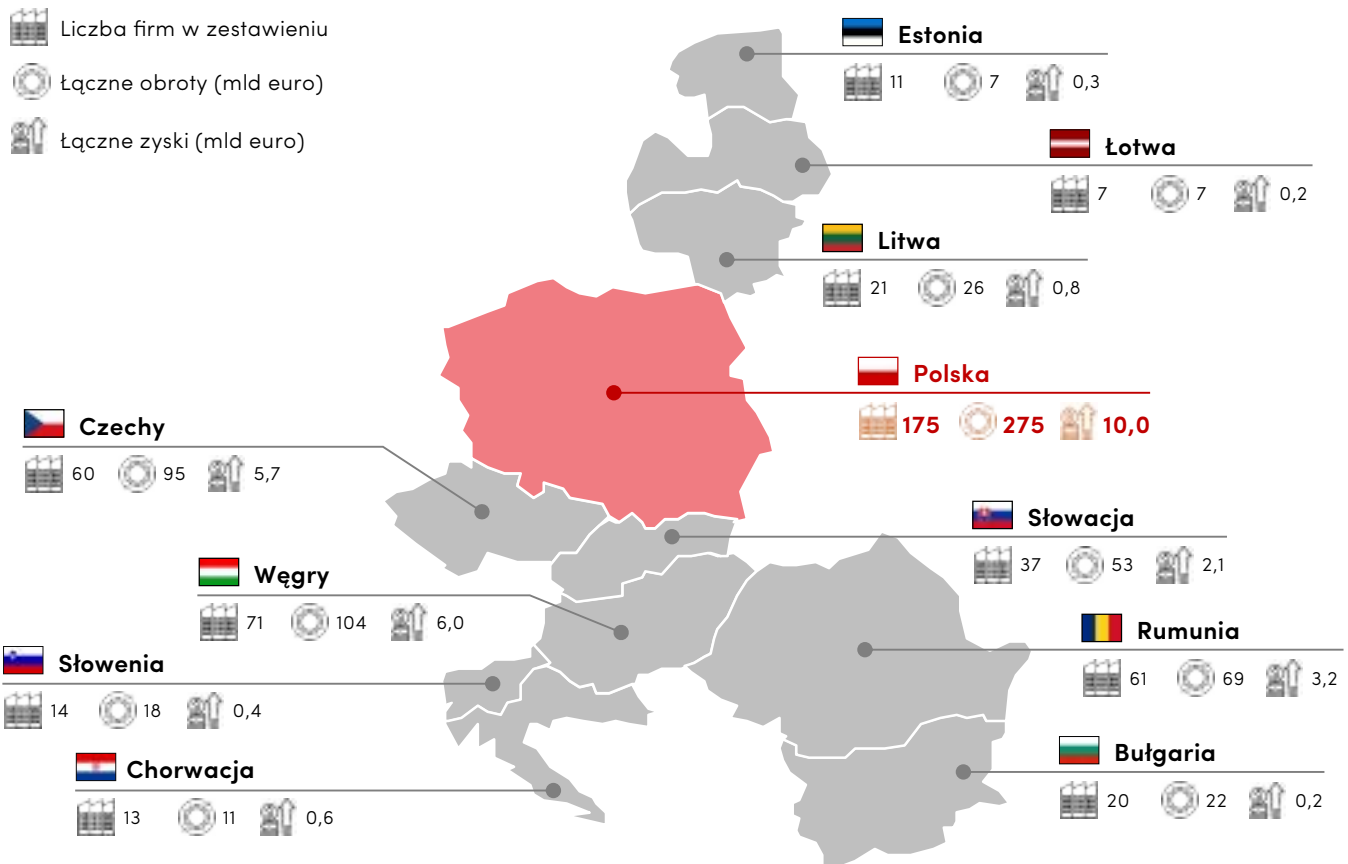 Liczba firm w zestawieniu
Łączne obroty (mld euro)
Łączne zyski (mld euro)
Estonia
11 7 0,3
Łotwa
7 7 0,2
Litwa
21 26 0,8
Polska
175 275 10,0
Czechy
60 95 5,7
Słowacja
37 53 2,1
Węgry
71 104 6,0
Rumunia
61 69 3,2
Słowenia
14 18 0,4
Bułgaria
20 22 0,2
Chorwacja
13 11 0,6